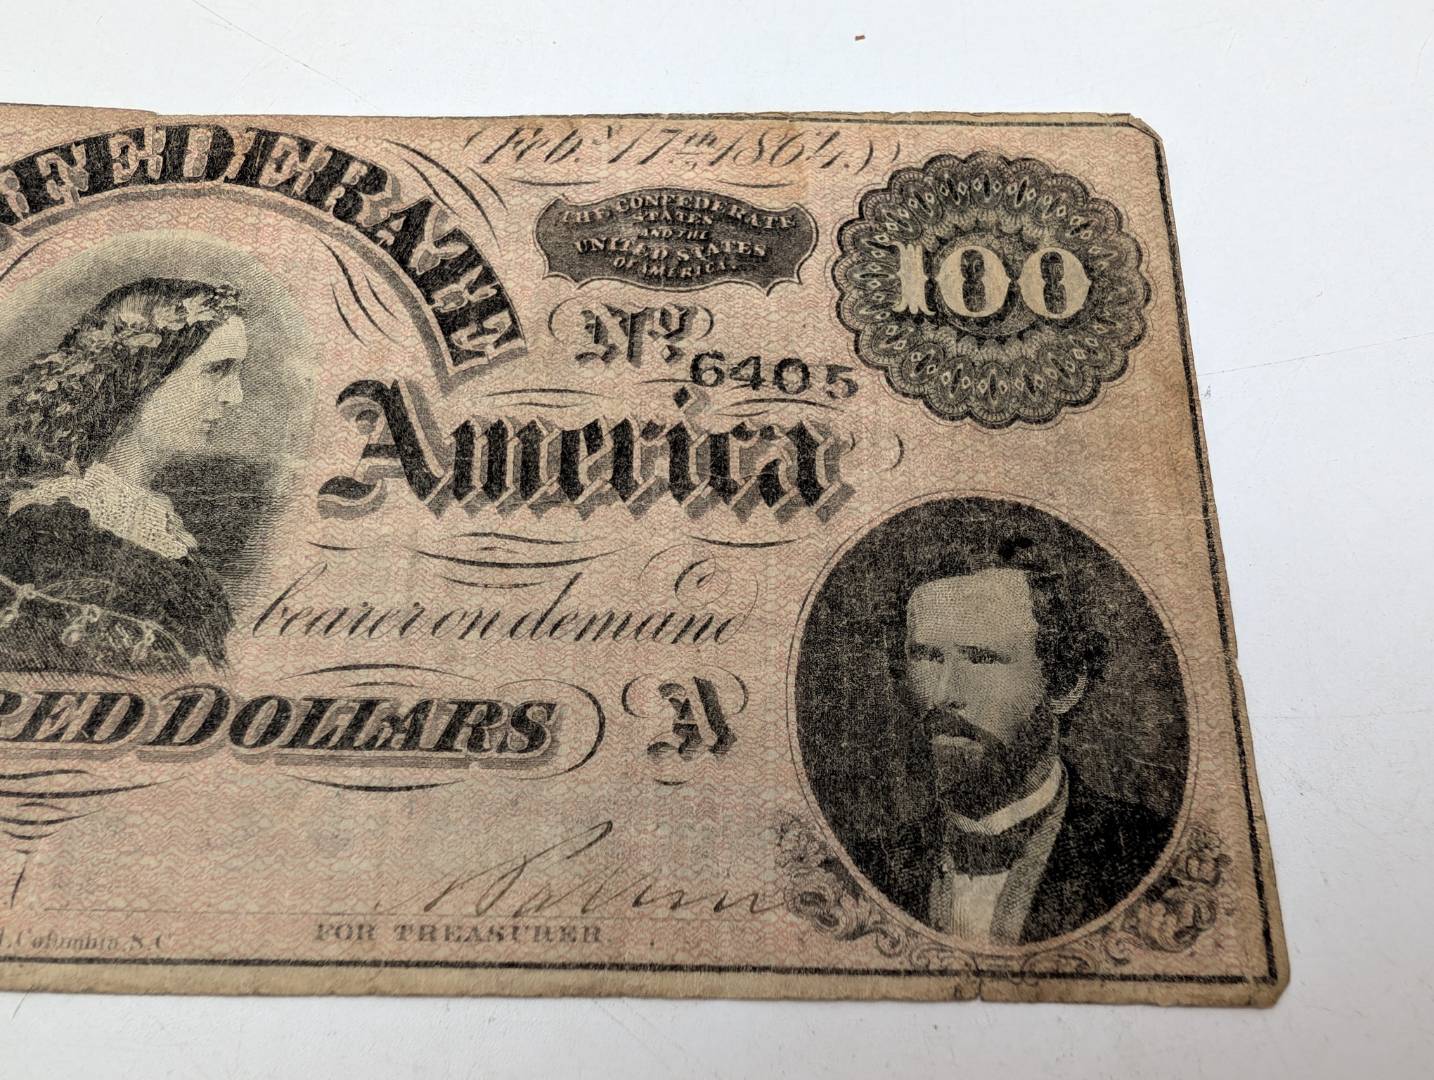 (Feb.y 17th 1864.)
FEDERATE
THE CONFEDERATE
STATES
AND THE
UNITED STATES
OF AMERICA.
100
No 6405
America
bearer on demand
RED DOLLARS
A
FOR TREASURER
Columbia, S.C